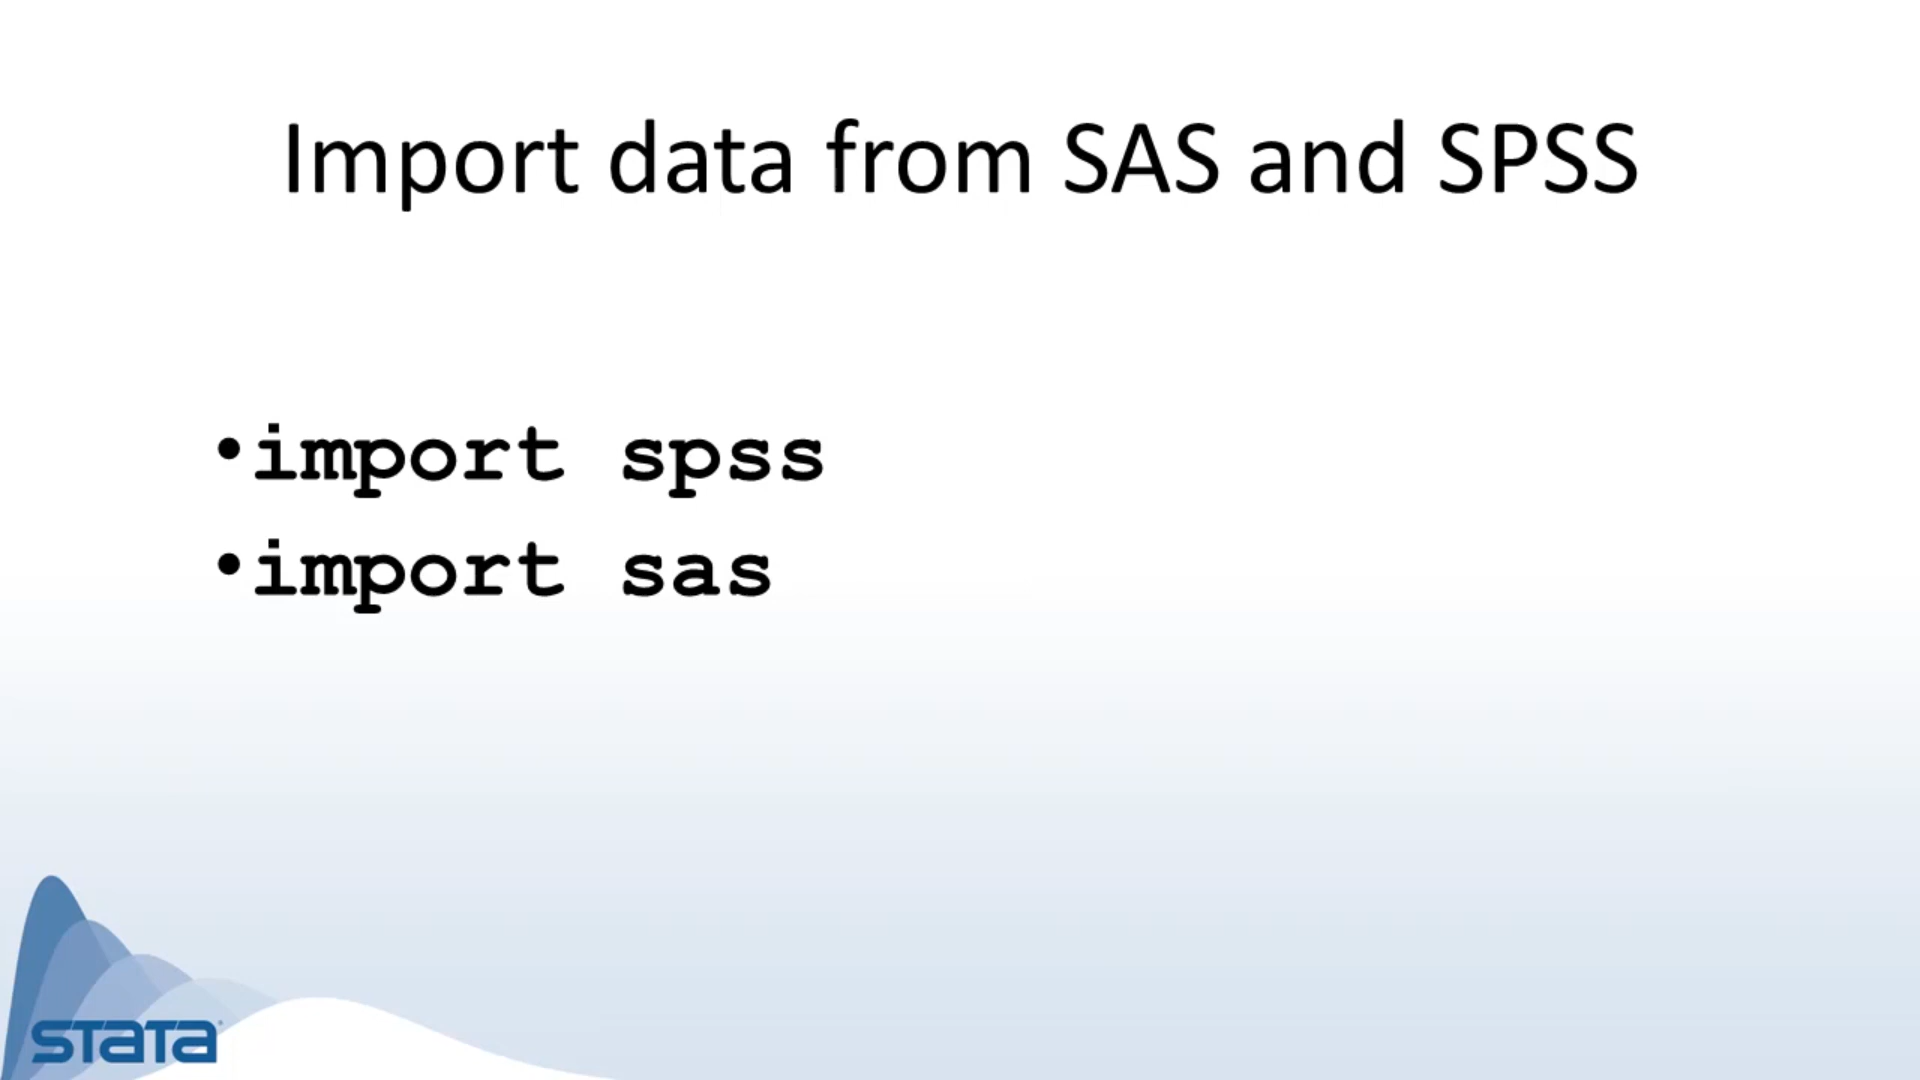 Import data from SAS and SPSS
•import spss
•import sas
stata